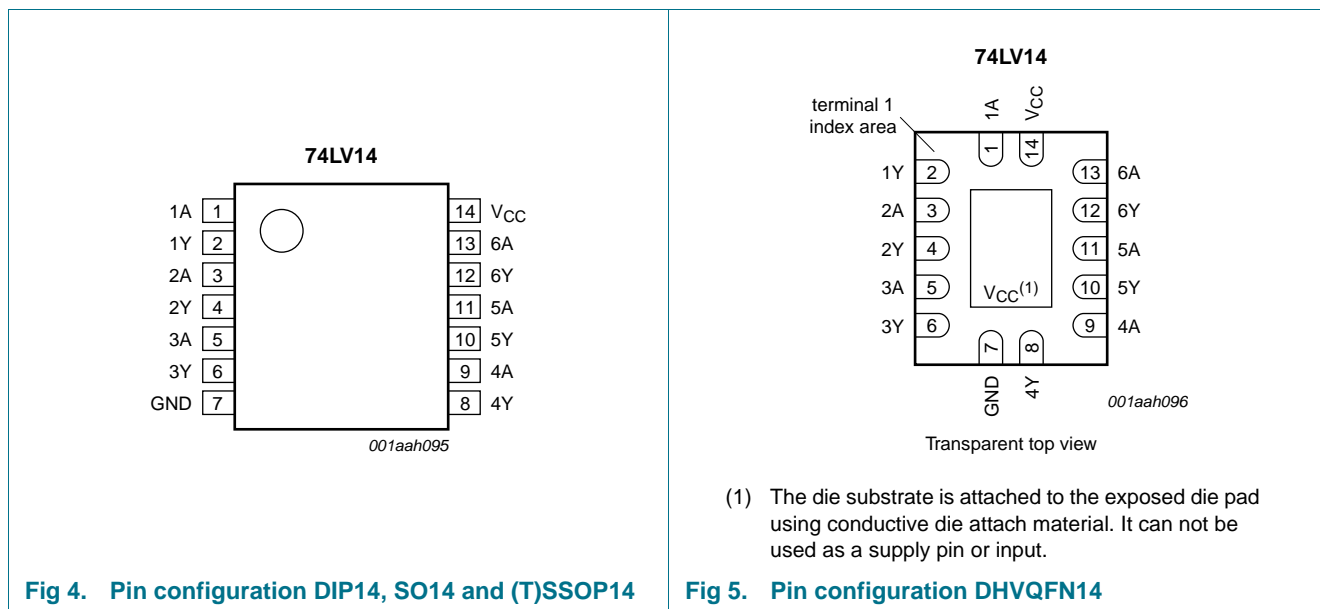 74LV14
1A 1
1Y 2
2A 3
2Y 4
3A 5
3Y 6
GND 7
14 VCC
13 6A
12 6Y
11 5A
10 5Y
9 4A
8 4Y
001aah095
Fig 4. Pin configuration DIP14, SO14 and (T)SSOP14
74LV14
terminal 1
index area
1A
VCC
1
14
1Y 2
2A 3
2Y 4
3A 5
3Y 6
13 6A
12 6Y
11 5A
10 5Y
9 4A
VCC(1)
7
8
GND
4Y
001aah096
Transparent top view
(1) The die substrate is attached to the exposed die pad
using conductive die attach material. It can not be
used as a supply pin or input.
Fig 5. Pin configuration DHVQFN14